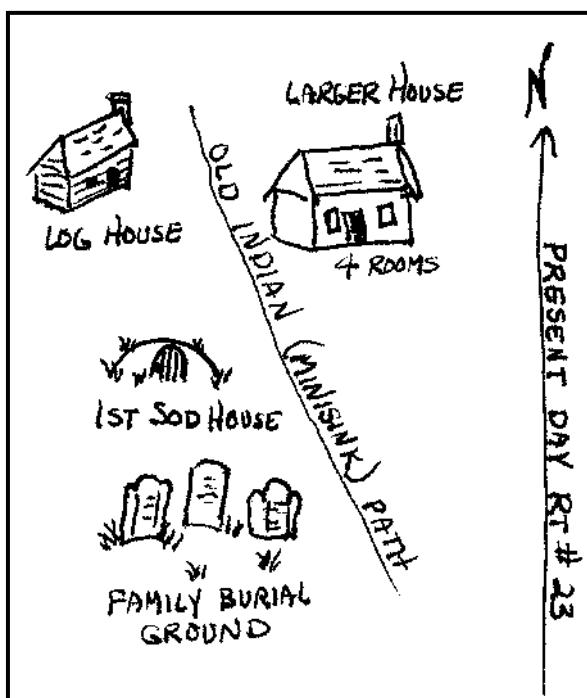 LARGER HOUSE
N
LOG HOUSE
4 ROOMS
OLD INDIAN (MINISINK) PATH
1ST SOD HOUSE
FAMILY BURIAL
GROUND
PRESENT DAY RT # 23